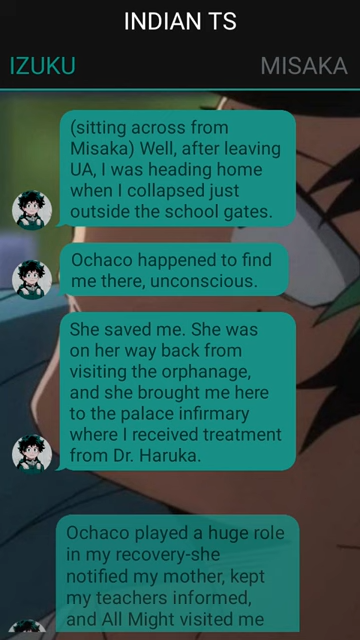 INDIAN TS
IZUKU
MISAKA
(sitting across from
Misaka) Well, after leaving
UA, I was heading home
when I collapsed just
outside the school gates.
Ochaco happened to find
me there, unconscious.
She saved me. She was
on her way back from
visiting the orphanage,
and she brought me here
to the palace infirmary
where I received treatment
from Dr. Haruka.
Ochaco played a huge role
in my recovery-she
notified my mother, kept
my teachers informed,
and All Might visited me